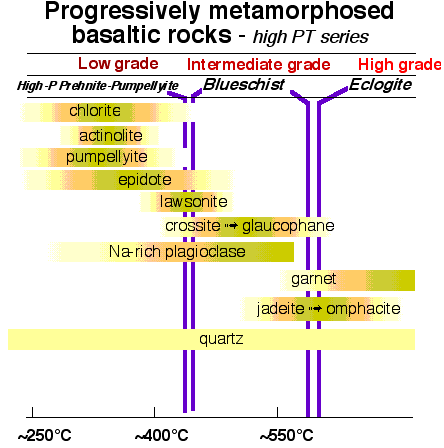 Progressively metamorphosed
basaltic rocks - high PT series
Low grade Intermediate grade High grade
High-P Prehnite-Pumpellyite Blueschist Eclogite
chlorite
actinolite
pumpellyite
epidote
lawsonite
crossite ⇢ glaucophane
Na-rich plagioclase
garnet
jadeite ⇢ omphacite
quartz
~250°C ~400°C ~550°C